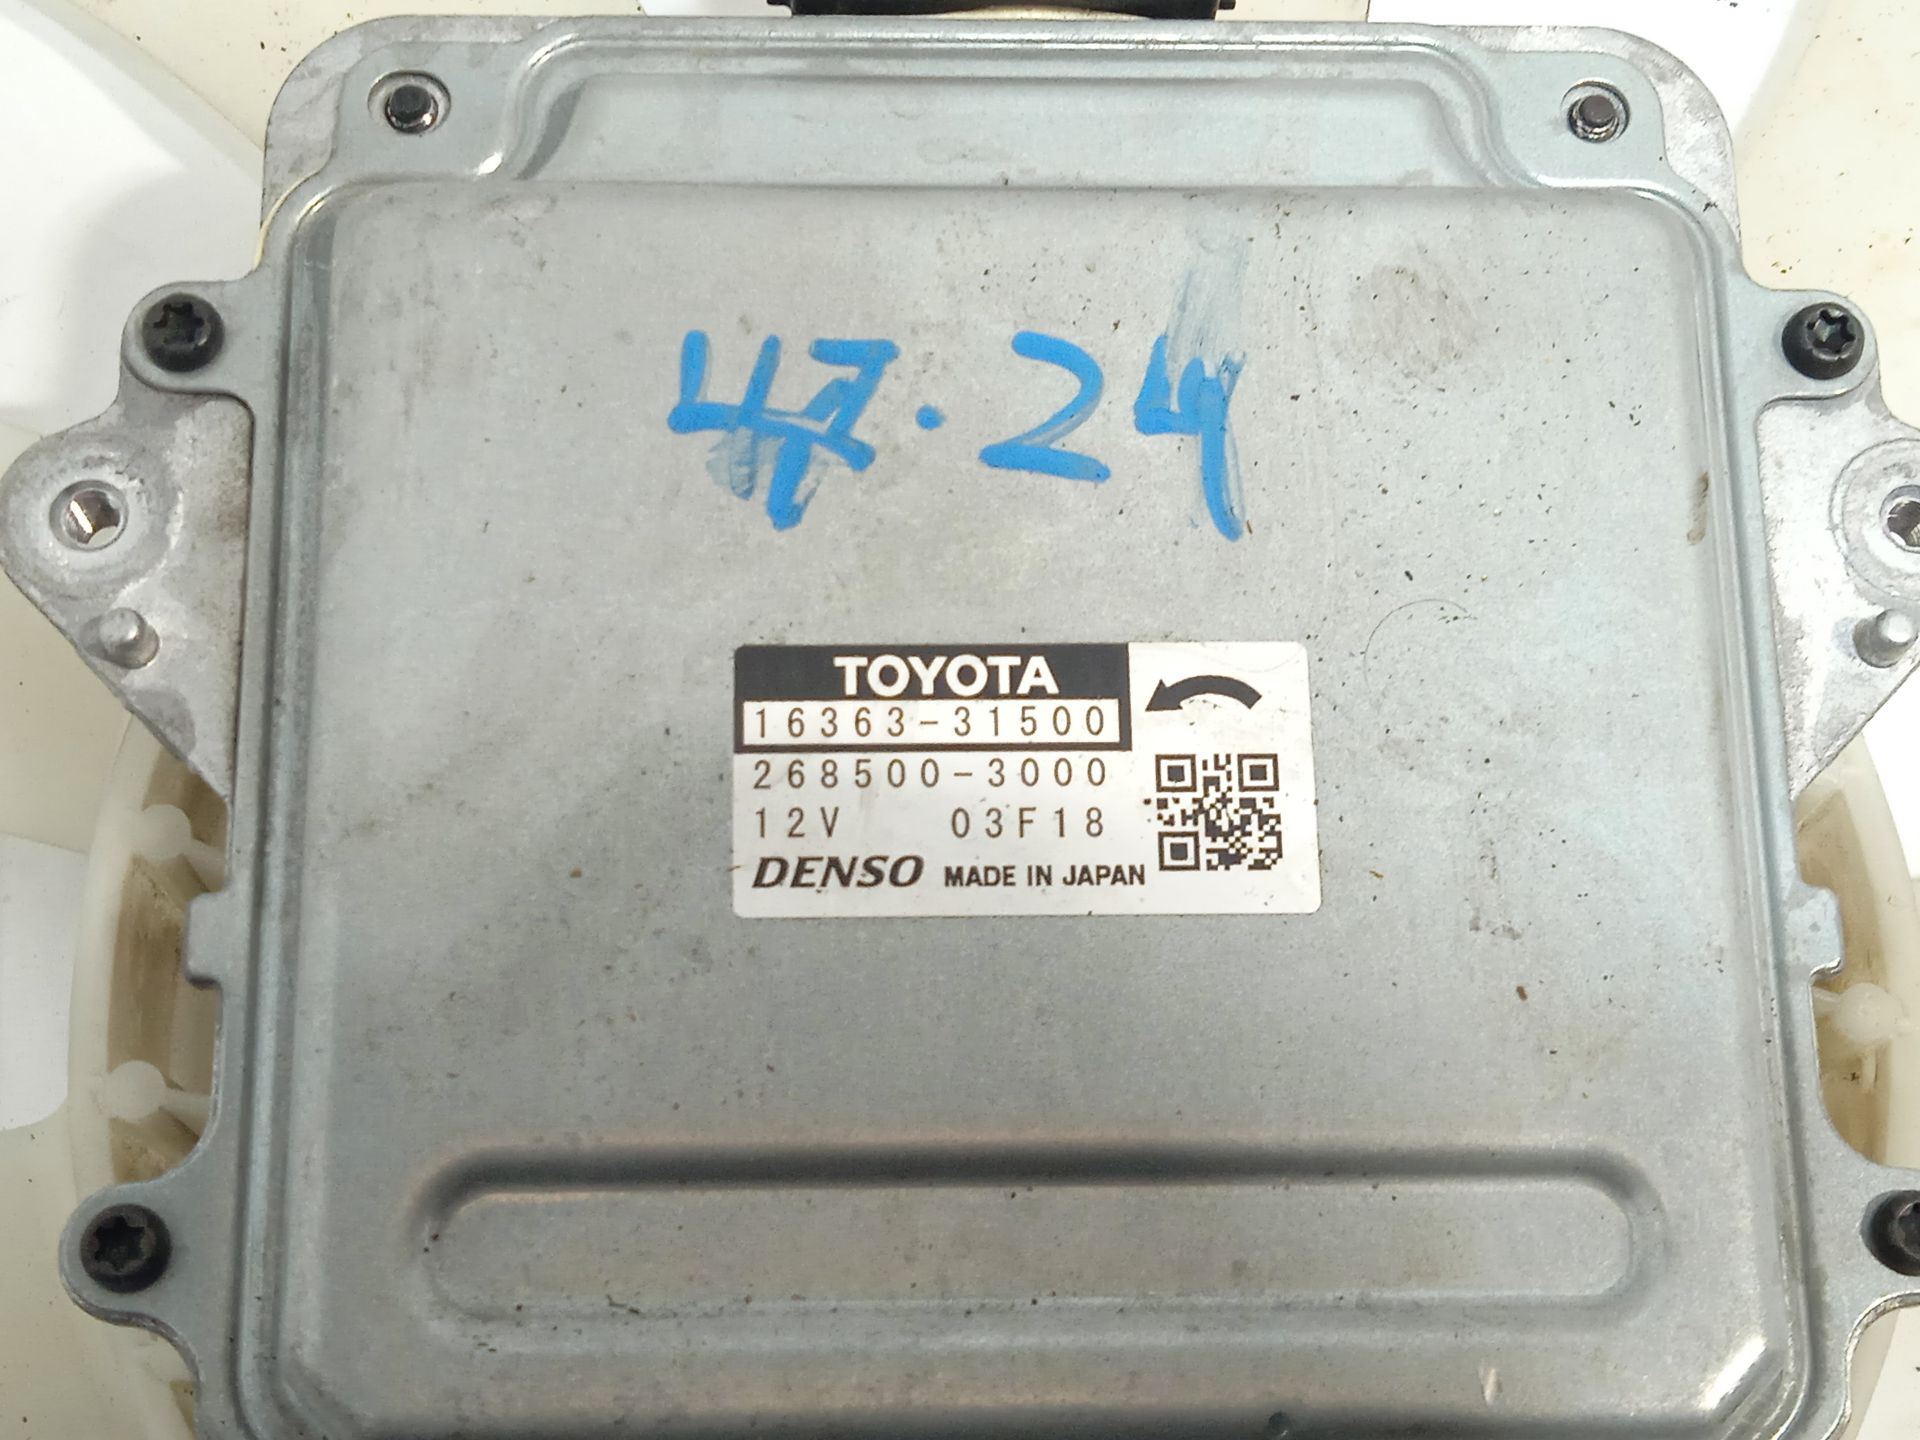 47.24
TOYOTA
16363-31500
268500-3000
12V 03F18
DENSO MADE IN JAPAN